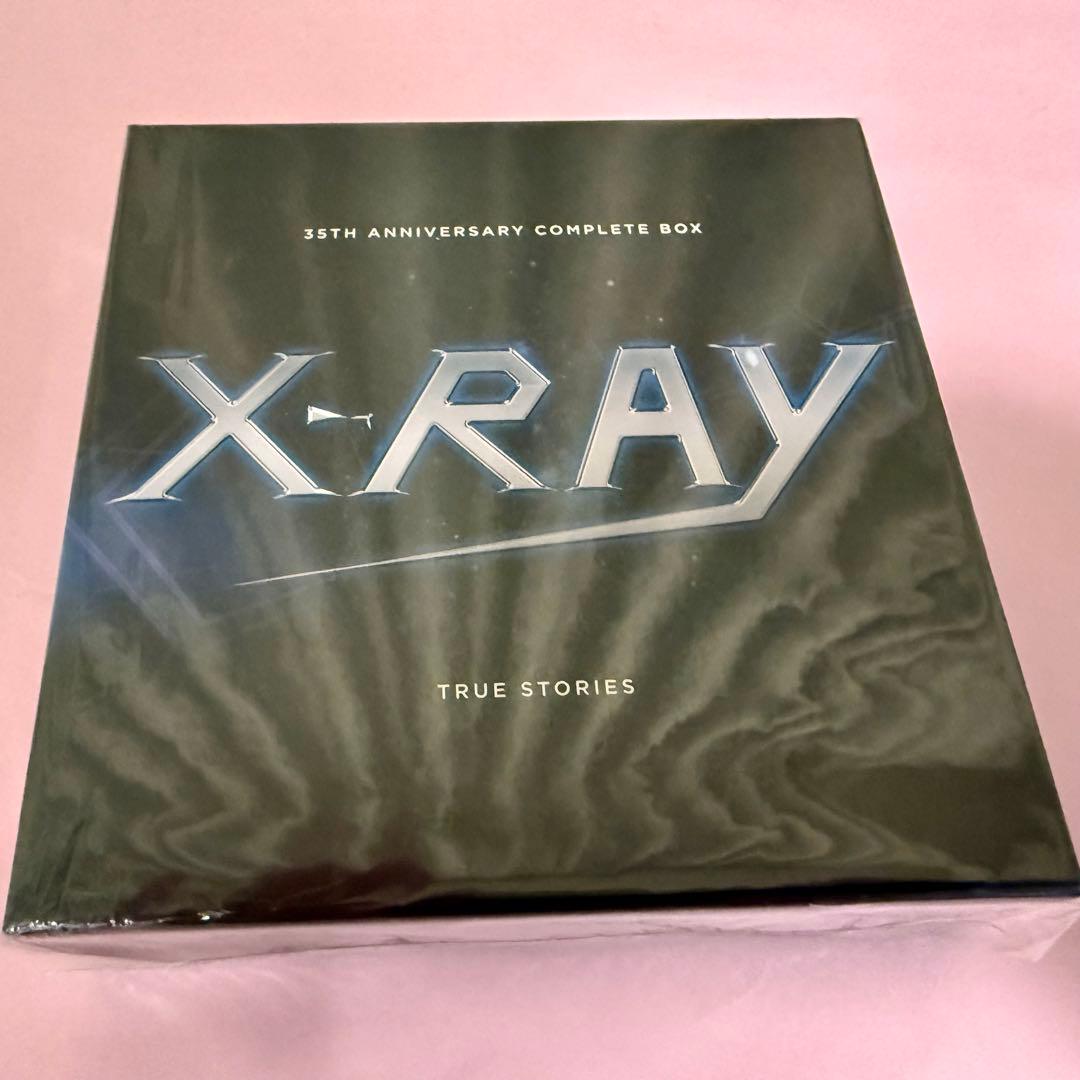 35TH ANNIVERSARY COMPLETE BOX
X-RAY
TRUE STORIES